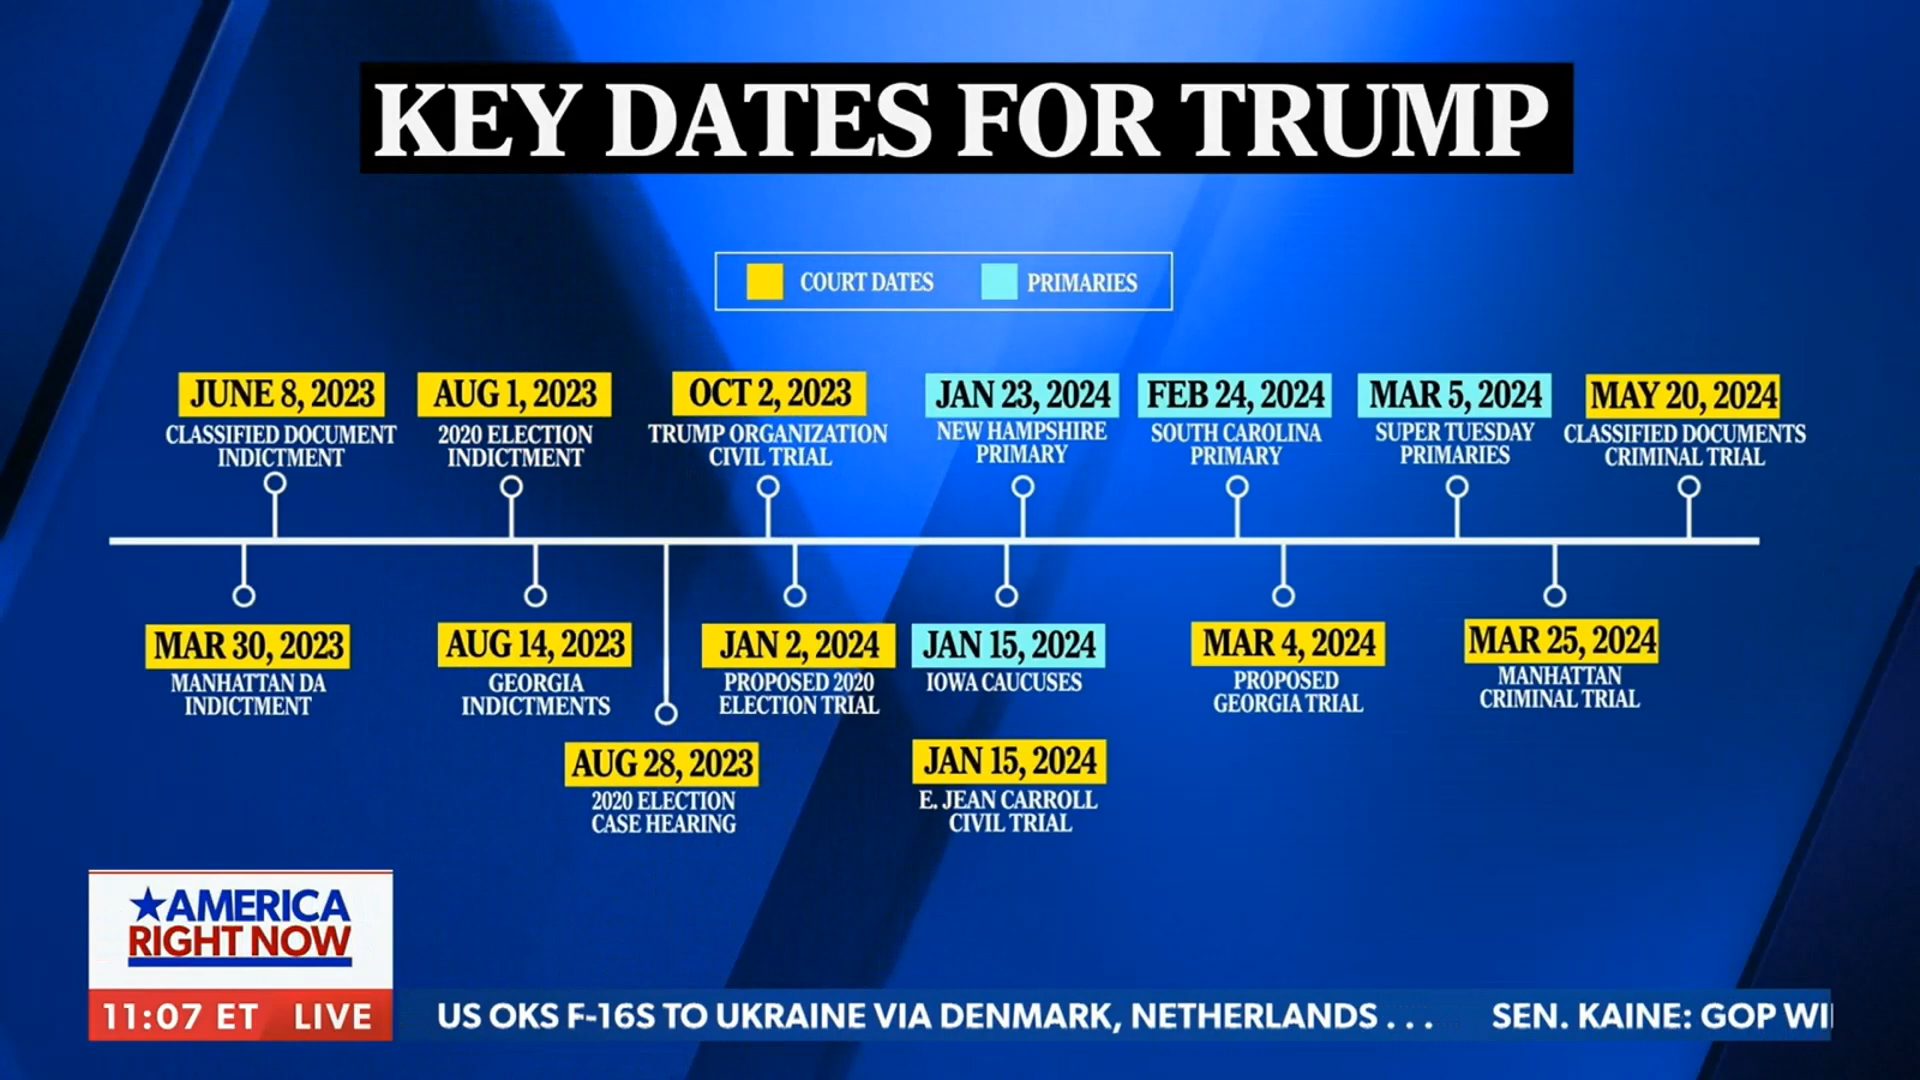 KEY DATES FOR TRUMP
COURT DATES
PRIMARIES
JUNE 8, 2023
CLASSIFIED DOCUMENT
INDICTMENT
AUG 1, 2023
2020 ELECTION
INDICTMENT
OCT 2, 2023
TRUMP ORGANIZATION
CIVIL TRIAL
JAN 23, 2024
NEW HAMPSHIRE
PRIMARY
FEB 24, 2024
SOUTH CAROLINA
PRIMARY
MAR 5, 2024
SUPER TUESDAY
PRIMARIES
MAY 20, 2024
CLASSIFIED DOCUMENTS
CRIMINAL TRIAL
MAR 30, 2023
MANHATTAN DA
INDICTMENT
AUG 14, 2023
GEORGIA
INDICTMENTS
AUG 28, 2023
2020 ELECTION
CASE HEARING
JAN 2, 2024
PROPOSED 2020
ELECTION TRIAL
JAN 15, 2024
IOWA CAUCUSES
JAN 15, 2024
E. JEAN CARROLL
CIVIL TRIAL
MAR 4, 2024
PROPOSED
GEORGIA TRIAL
MAR 25, 2024
MANHATTAN
CRIMINAL TRIAL
AMERICA
RIGHT NOW
11:07 ET LIVE
US OKS F-16S TO UKRAINE VIA DENMARK, NETHERLANDS . . . SEN. KAINE: GOP WI